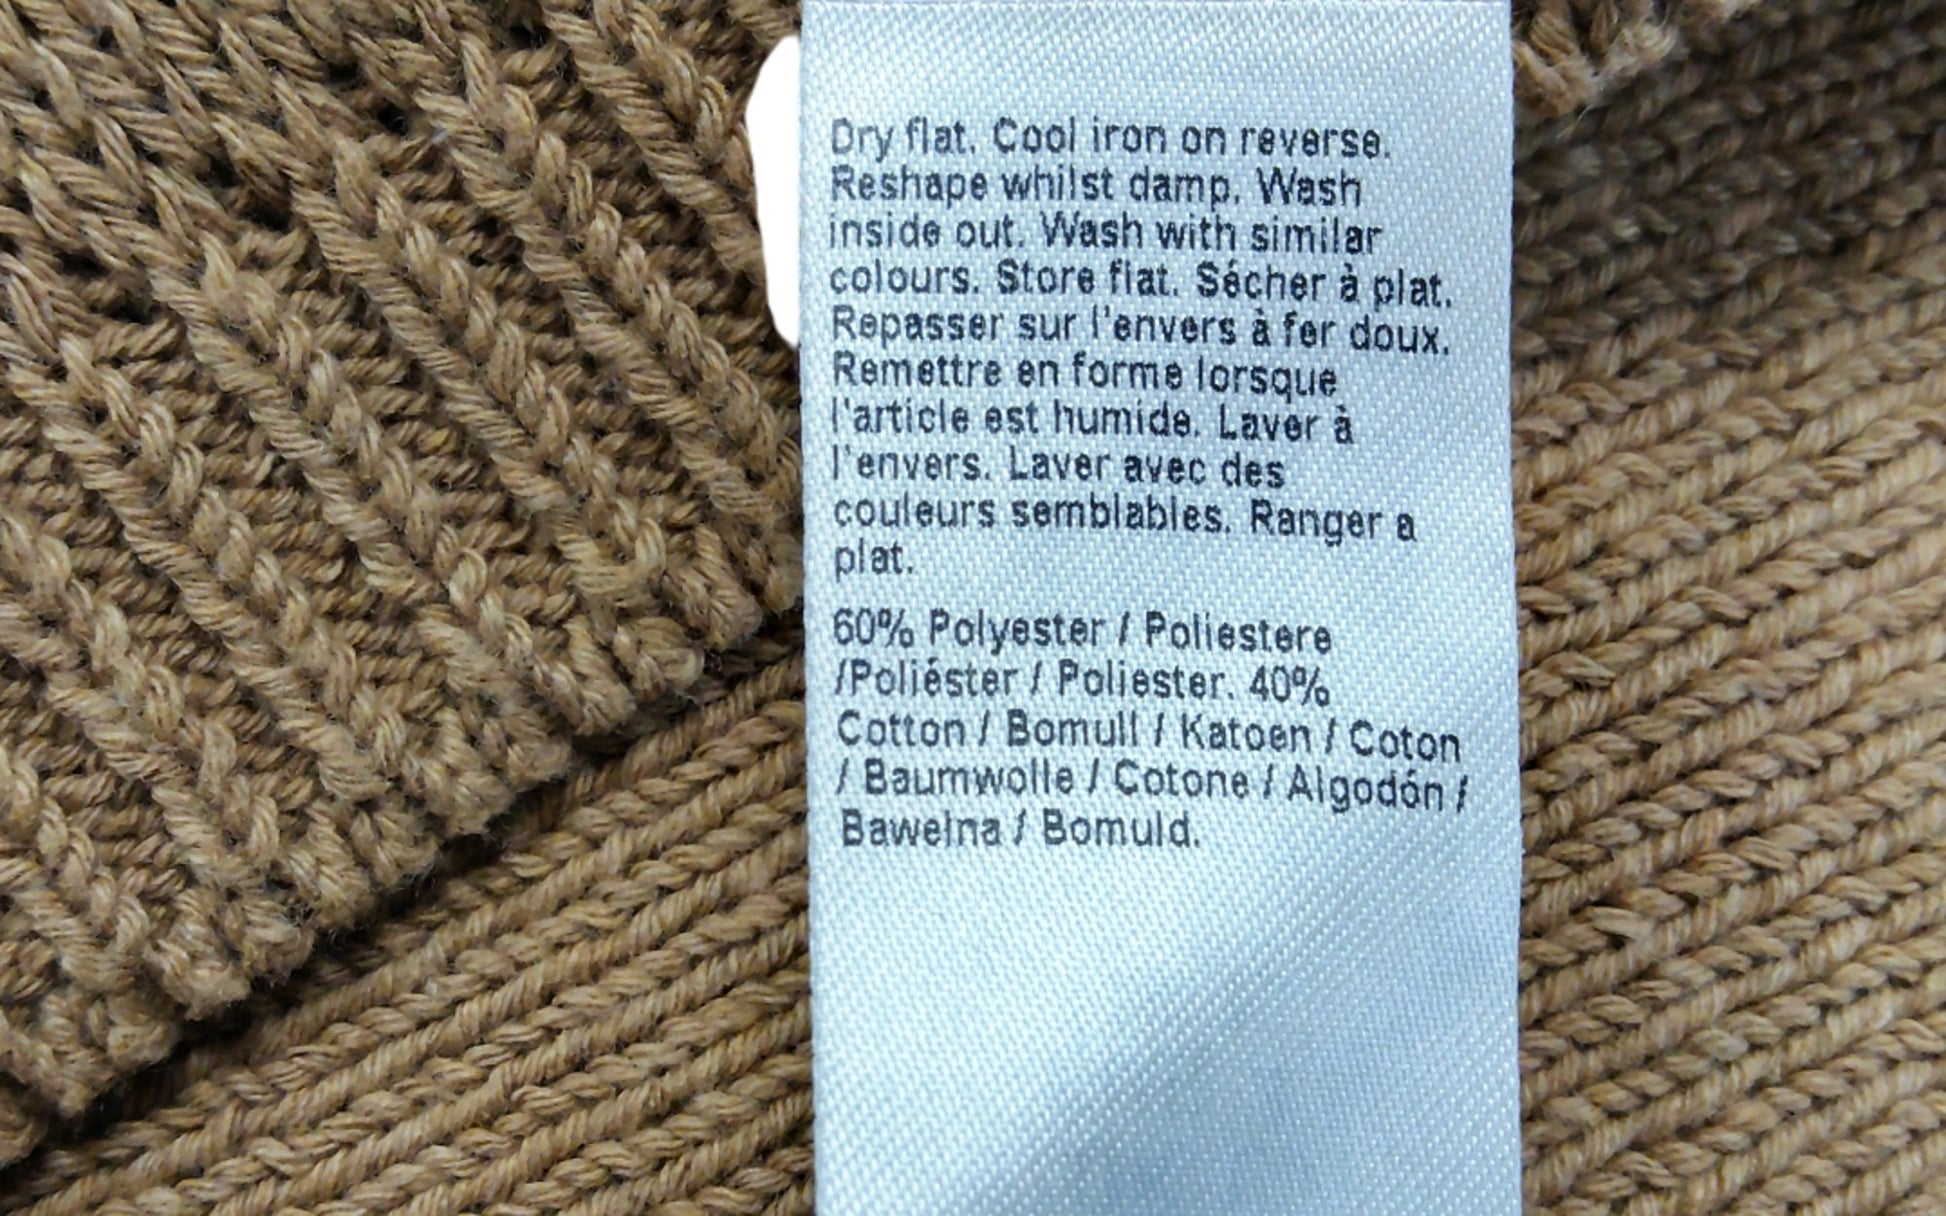 Dry flat. Cool iron on reverse.
Reshape whilst damp. Wash
inside out. Wash with similar
colours. Store flat. Sécher à plat.
Repasser sur l'envers à fer doux.
Remettre en forme lorsque
l'article est humide. Laver à
l'envers. Laver avec des
couleurs semblables. Ranger a
plat.
60% Polyester / Poliestere
/Poliéster / Poliester. 40%
Cotton / Bomull / Katoen / Coton
/ Baumwolle / Cotone / Algodón /
Bawelna / Bomuld.